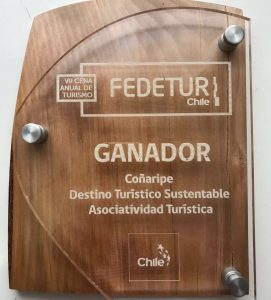 VII CENA
ANUAL DE
TURISMO
FEDETUR
Chile
GANADOR
Coñaripe
Destino Turístico Sustentable
Asociatividad Turística
Chile